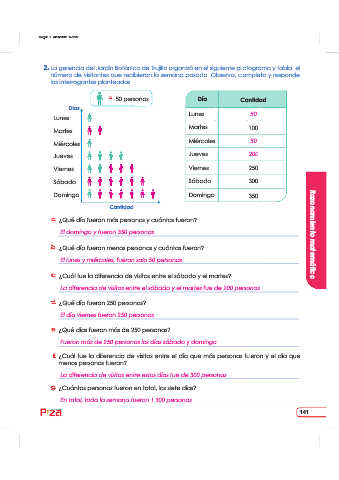 2. La gerencia del Jardín Botánico de Trujillo organizó en el siguiente pictograma y tabla el
número de visitantes que recibieron la semana pasada. Observa, completa y responde
las interrogantes planteadas.
= 50 personas
Días
Lunes
Martes
Miércoles
Jueves
Viernes
Sábado
Domingo
Cantidad
Día Cantidad
Lunes 50
Martes 100
Miércoles 50
Jueves 200
Viernes 250
Sábado 300
Domingo 350
a. ¿Qué día fueron más personas y cuántos fueron?
El domingo y fueron 350 personas
b. ¿Qué día fueron menos personas y cuántos fueron?
El lunes y miércoles, fueron solo 50 personas
c. ¿Cuál fue la diferencia de visitas entre el sábado y el martes?
La diferencia de visitas entre el sábado y el martes fue de 200 personas
d. ¿Qué día fueron 250 personas?
El día viernes fueron 250 personas
e. ¿Qué días fueron más de 250 personas?
Fueron más de 250 personas los días sábado y domingo
f. ¿Cuál fue la diferencia de visitas entre el día que más personas fueron y el día que
menos personas fueron?
La diferencia de visitas entre estos días fue de 300 personas
g. ¿Cuántas personas fueron en total, los siete días?
En total, toda la semana fueron 1 300 personas
Razonamiento matemático
141